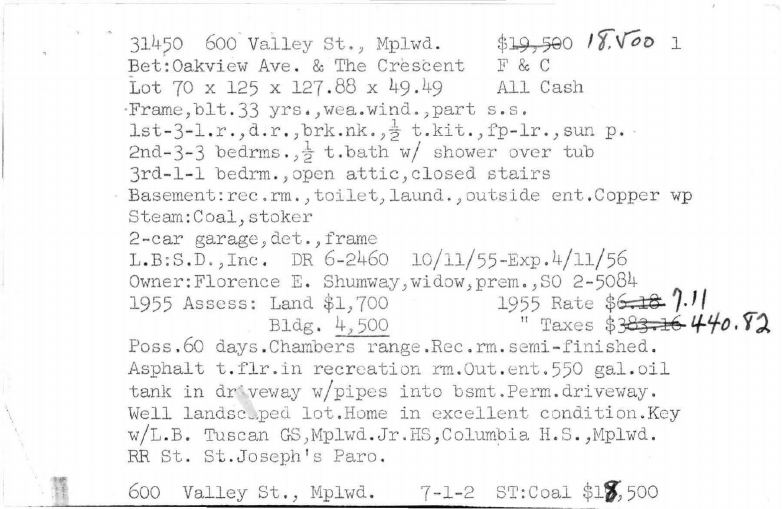 31450 600 Valley St., Mplwd. $19,500 18.500 1
Bet:Oakview Ave. & The Crescent F & C
Lot 70 x 125 x 127.88 x 49.49 All Cash
Frame,blt.33 yrs.,wea.wind.,part s.s.
1st-3-l.r.,d.r.,brk.nk.,½ t.kit.,fp-lr.,sun p.
2nd-3-3 bedrms.,½ t.bath w/ shower over tub
3rd-1-1 bedrm.,open attic,closed stairs
Basement:rec.rm.,toilet,laund.,outside ent.Copper wp
Steam:Coal,stoker
2-car garage,det.,frame
L.B:S.D.,Inc. DR 6-2460 10/11/55-Exp.4/11/56
Owner:Florence E. Shumway,widow,prem.,SO 2-5084
1955 Assess: Land $1,700 1955 Rate $6.18 7.11
Bldg. 4,500 " Taxes $383.16 440.82
Poss.60 days.Chambers range.Rec.rm.semi-finished.
Asphalt t.flr.in recreation rm.Out.ent.550 gal.oil
tank in driveway w/pipes into bsmt.Perm.driveway.
Well landscaped lot.Home in excellent condition.Key
w/L.B. Tuscan GS,Mplwd.Jr.HS,Columbia H.S.,Mplwd.
RR St. St.Joseph's Paro.
600 Valley St., Mplwd. 7-1-2 ST:Coal $18,500